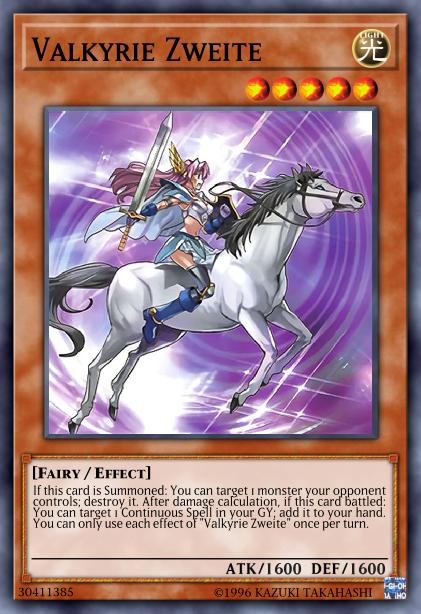 Valkyrie Zweite
LIGHT
光
[Fairy / Effect]
If this card is Summoned: You can target 1 monster your opponent
controls; destroy it. After damage calculation, if this card battled:
You can target 1 Continuous Spell in your GY; add it to your hand.
You can only use each effect of "Valkyrie Zweite" once per turn.
ATK/1600 DEF/1600
30411385
©1996 KAZUKI TAKAHASHI